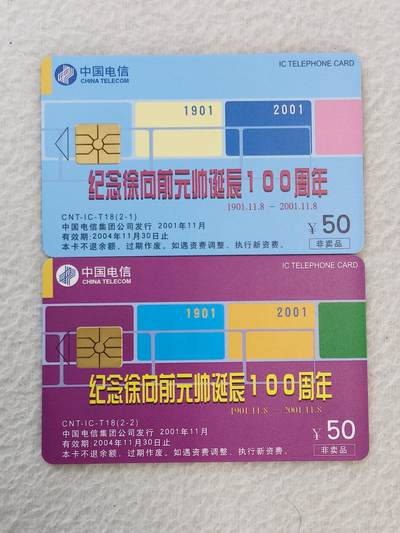 中国电信
CHINA TELECOM
IC TELEPHONE CARD
1901 2001
纪念徐向前元帅诞辰100周年
1901.11.8 - 2001.11.8
CNT-IC-T18(2-1)
中国电信集团公司发行 2001年11月
有效期:2004年11月30日止
本卡不退余额、过期作废。如遇资费调整、执行新资费。
¥50
非卖品
中国电信
CHINA TELECOM
IC TELEPHONE CARD
1901 2001
纪念徐向前元帅诞辰100周年
1901.11.8 2001.11.8
CNT-IC-T18(2-2)
中国电信集团公司发行 2001年11月
有效期:2004年11月30日止
本卡不退余额、过期作废。如遇资费调整、执行新资费。
¥50
非卖品